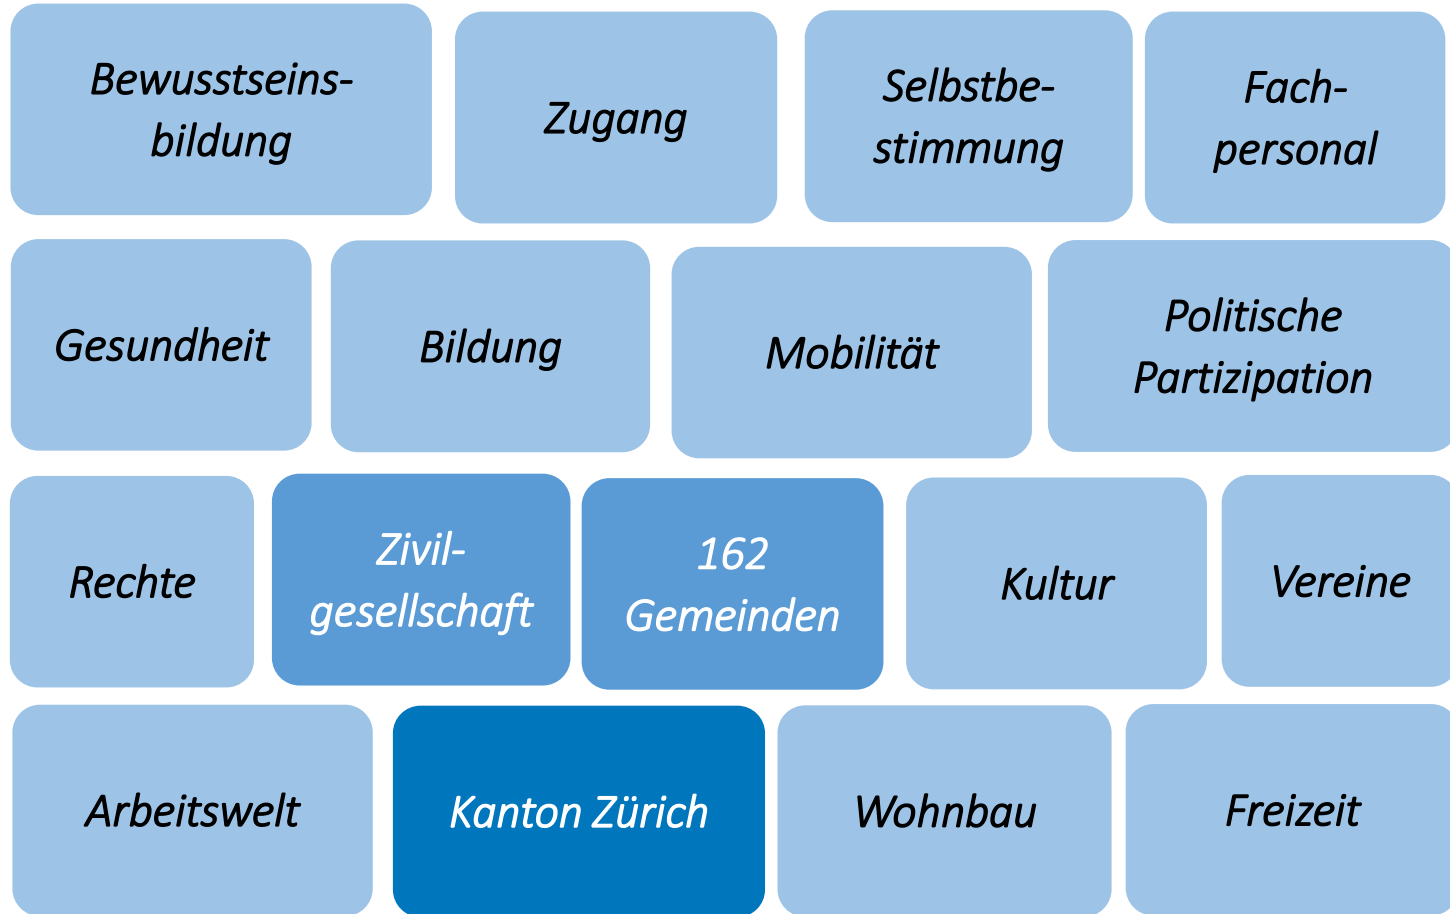 Bewusstseins-
bildung
Zugang
Selbstbe-
stimmung
Fach-
personal
Gesundheit
Bildung
Mobilität
Politische
Partizipation
Rechte
Zivil-
gesellschaft
162
Gemeinden
Kultur
Vereine
Arbeitswelt
Kanton Zürich
Wohnbau
Freizeit